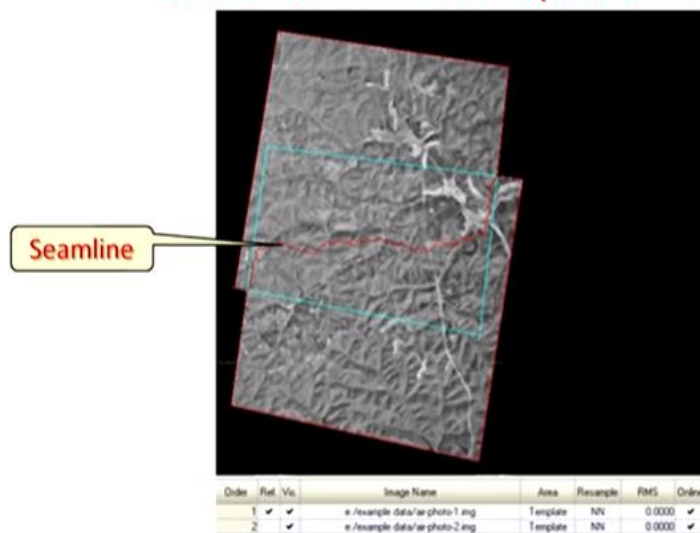 Seamline
Order Ref. Vis. Image Name Area Resample RMS Online
1 ✔ ✔ e:/example data/air-photo-1.img Template NN 0.0000 ✔
2 ✔ e:/example data/air-photo-2.img Template NN 0.0000 ✔